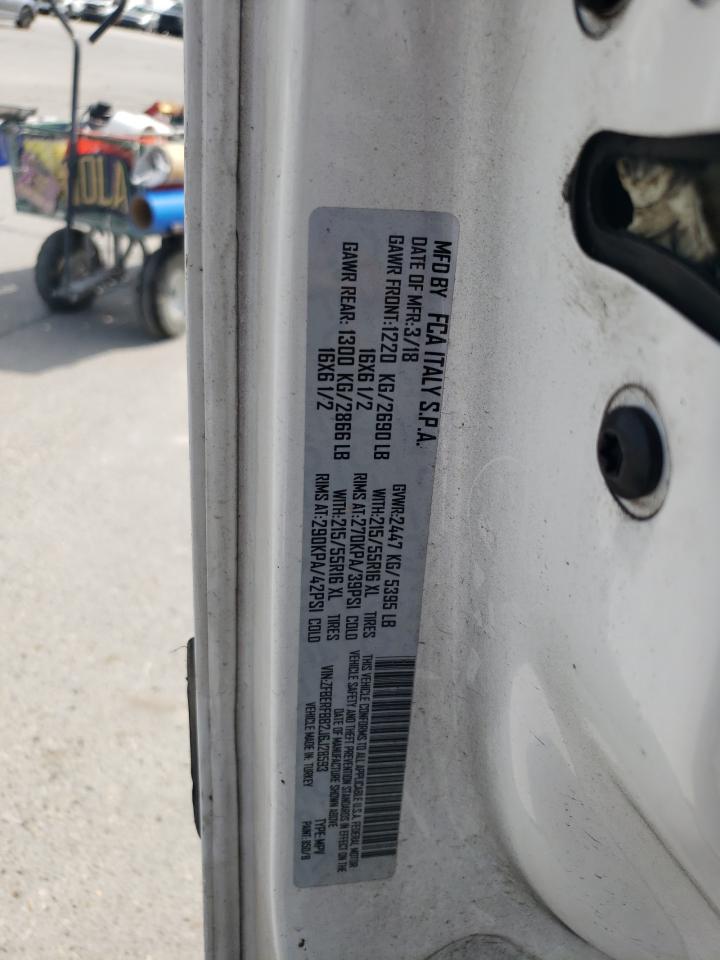 MFD BY FCA ITALY S.P.A.
DATE OF MFR:3/18 GVWR:2447 KG/ 5395 LB
GAWR FRONT:1220 KG/2690 LB WITH:215/55R16 XL TIRES
16X6 1/2 RIMS AT:270KPA/39PSI COLD
GAWR REAR: 1300 KG/2866 LB WITH:215/55R16 XL TIRES
16X6 1/2 RIMS AT:290KPA/42PSI COLD
THIS VEHICLE CONFORMS TO ALL APPLICABLE U.S.A. FEDERAL MOTOR
VEHICLE SAFETY AND THEFT PREVENTION STANDARDS IN EFFECT ON THE
DATE OF MANUFACTURE SHOWN ABOVE
VIN:ZFBERFBB2J6J28593 TYPE:MPV
VEHICLE MADE IN: TURKEY PAINT: 950/B